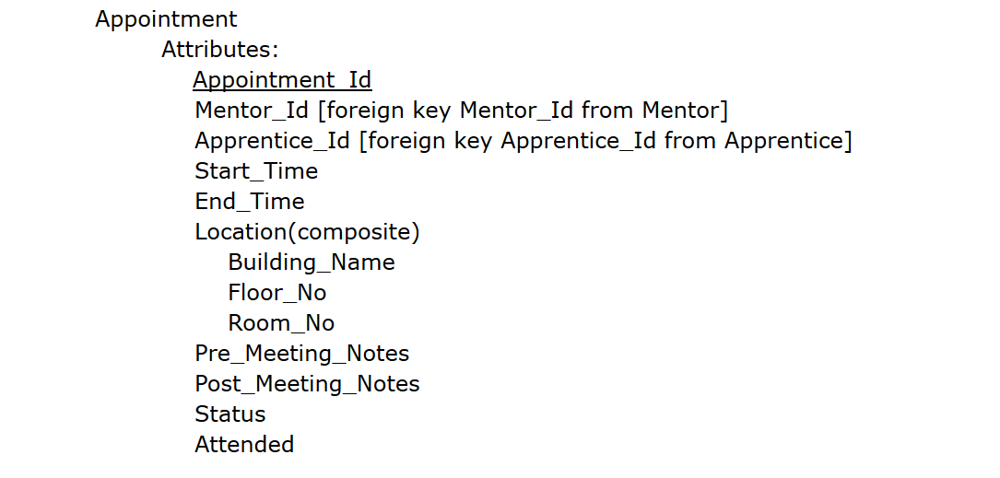 Appointment
Attributes:
Appointment_Id
Mentor_Id [foreign key Mentor_Id from Mentor]
Apprentice_Id [foreign key Apprentice_Id from Apprentice]
Start_Time
End_Time
Location(composite)
Building_Name
Floor_No
Room_No
Pre_Meeting_Notes
Post_Meeting_Notes
Status
Attended